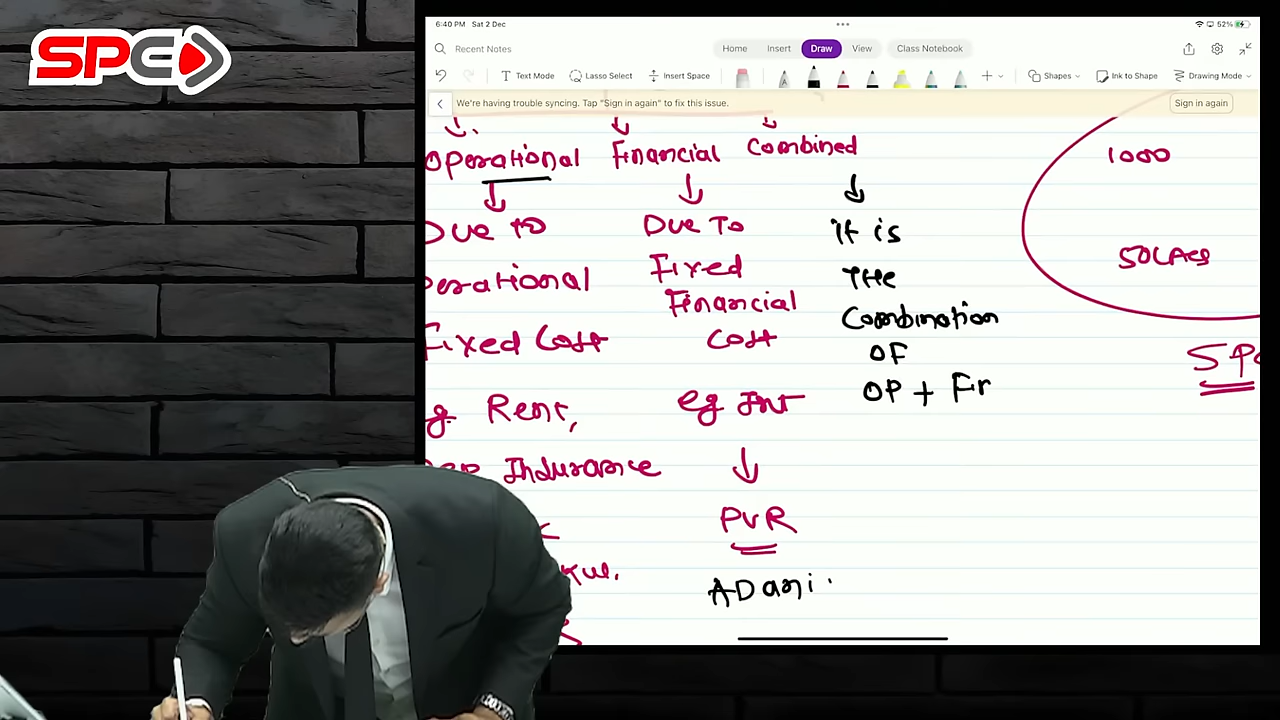 SPC
6:40 PM Sat 2 Dec
52%
Recent Notes
Home Insert Draw View Class Notebook
Text Mode Lasso Select Insert Space Shapes Ink to Shape Drawing Mode
We're having trouble syncing. Tap "Sign in again" to fix this issue.
Sign in again
operational Financial Combined
Due to
perational
Fixed Cost
g. Rent,
Due To
Fixed
Financial
Cost
eg Int
PVR
ADani
It is
THe
Combination
OF
OP + Fr
1000
50LAcs
SPC